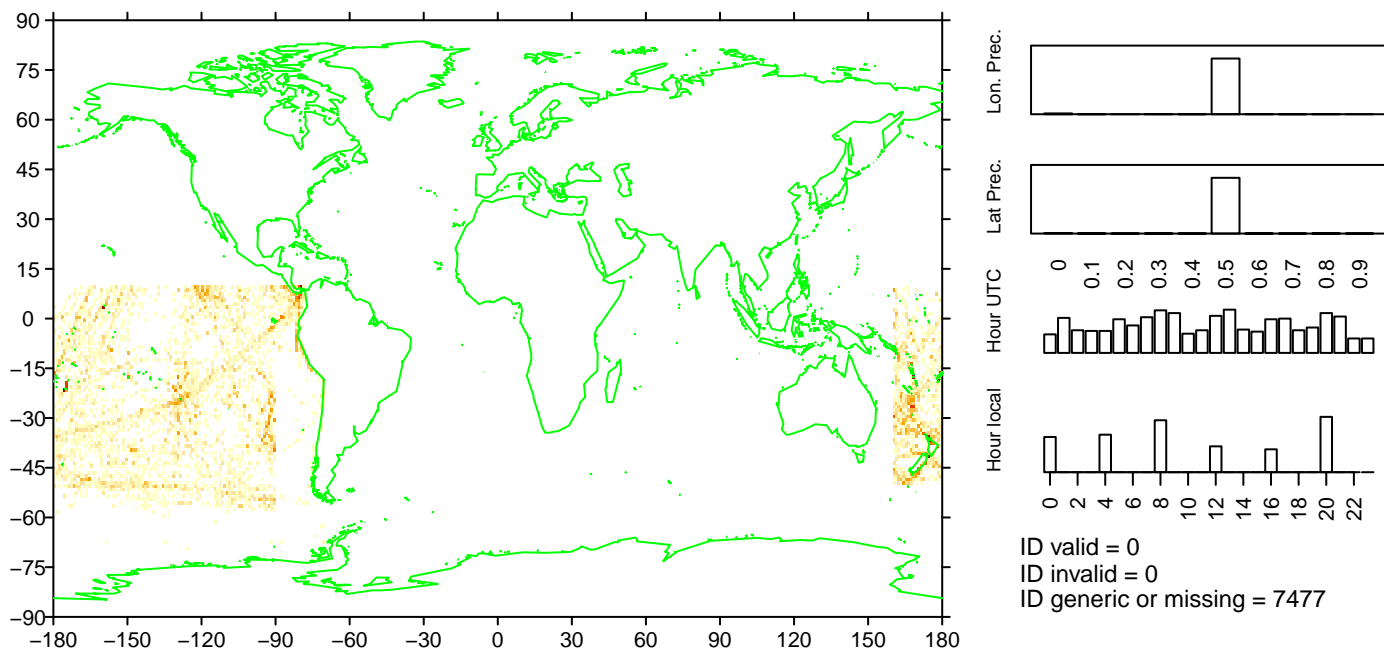 90
75
60
45
30
15
0
−15
−30
−45
−60
−75
−90
−180 −150 −120 −90 −60 −30 0 30 60 90 120 150 180
Lon. Prec.
Lat Prec.
0 0.1 0.2 0.3 0.4 0.5 0.6 0.7 0.8 0.9
Hour UTC
Hour local
0 2 4 6 8 10 12 14 16 18 20 22
ID valid = 0
ID invalid = 0
ID generic or missing = 7477